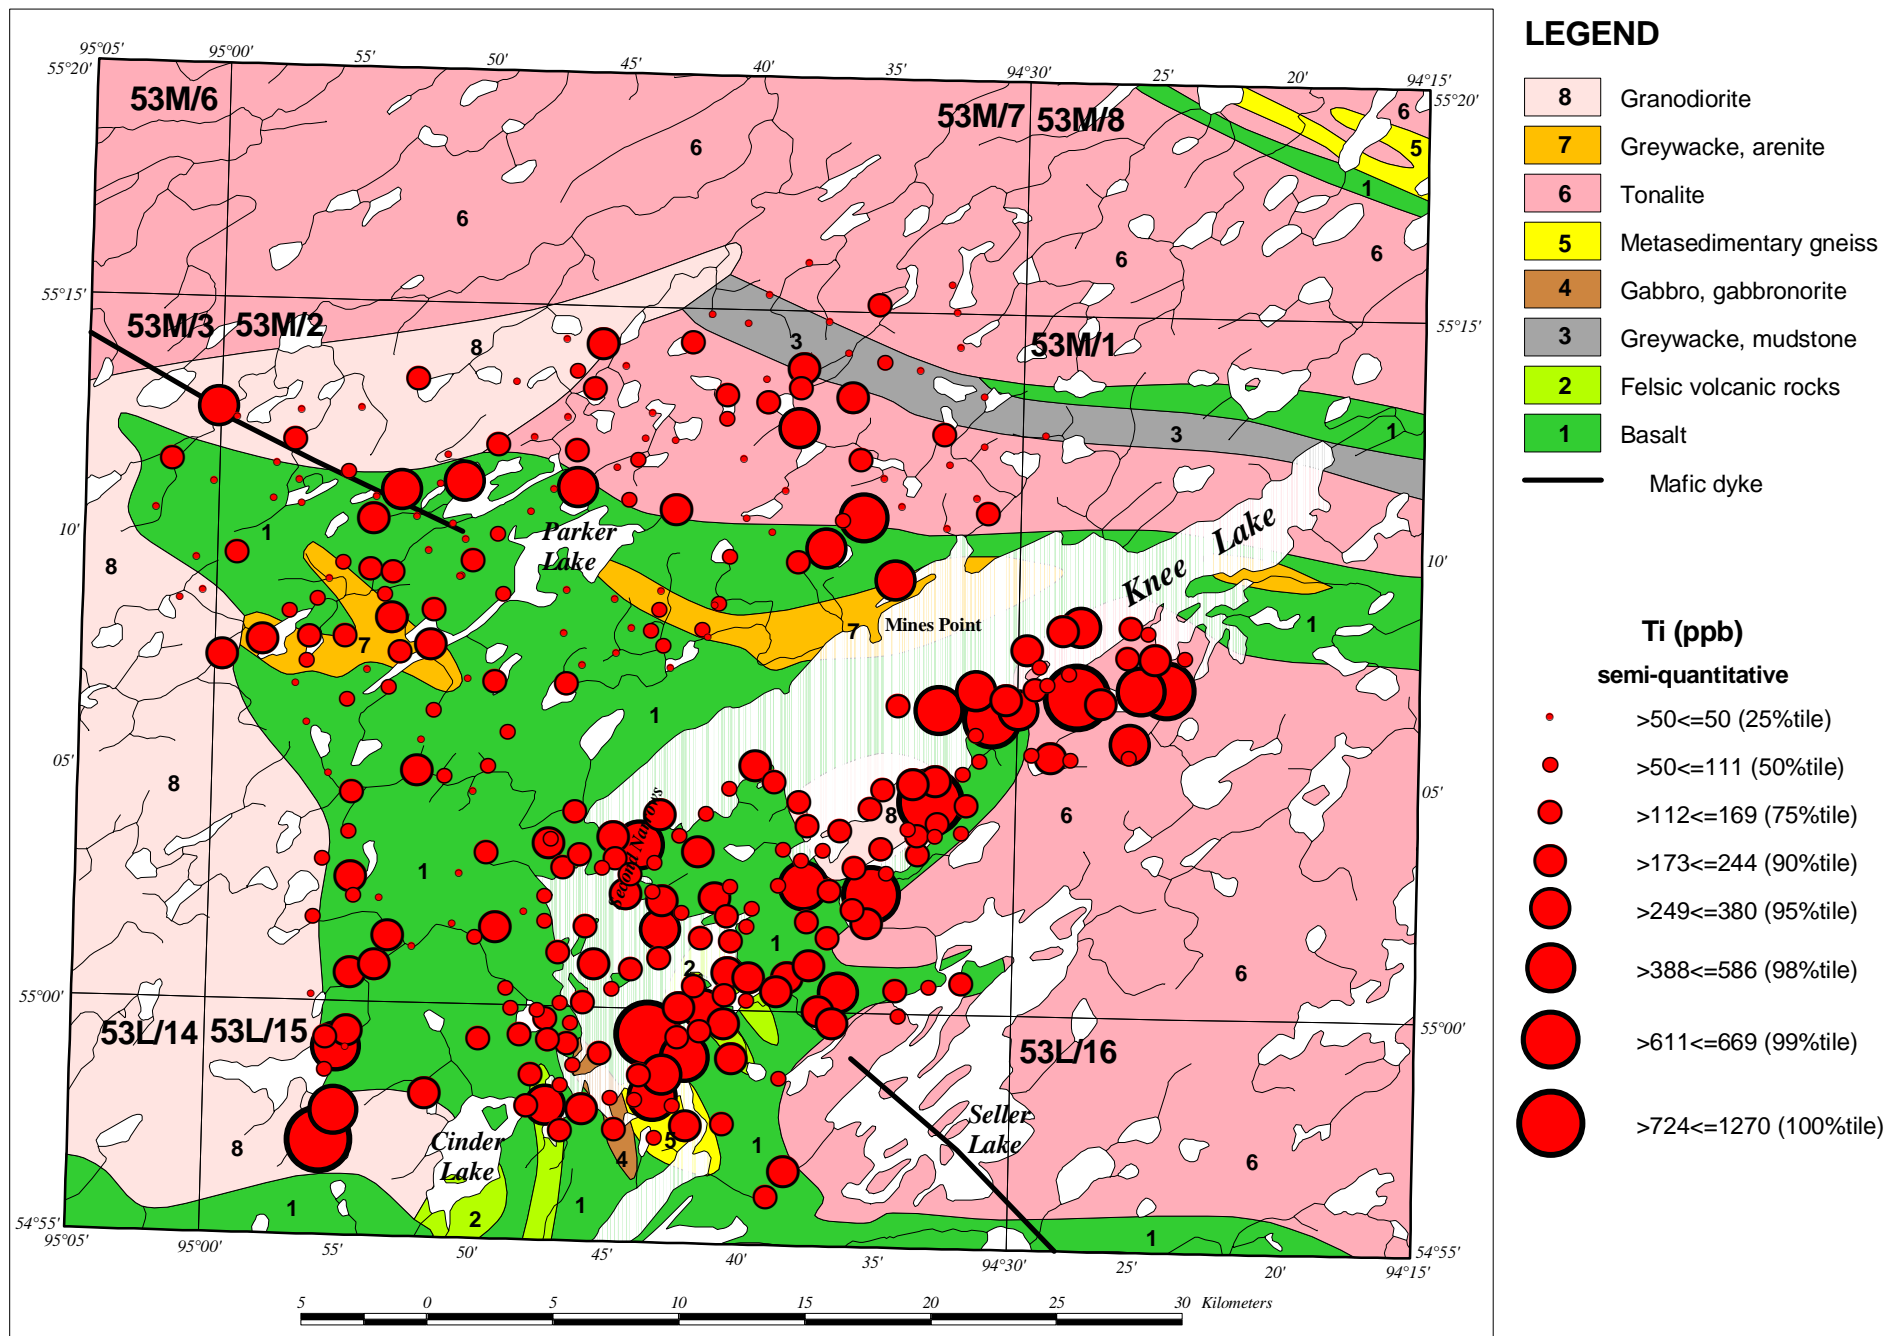 95°05' 95°00' 55' 50' 45' 40' 35' 94°30' 25' 20' 94°15'
55°20' 55°20'
53M/6 53M/7 53M/8
6 6 5 1
6
6 6 6
55°15' 55°15'
53M/3 53M/2 53M/1
8 3
3 1
10' 10'
1 Parker
Lake
Knee Lake
8
7 7 Mines Point 1
1
05' 05'
8 8 6
Second Narrows
1
1
2 6
55°00' 55°00'
53L/14 53L/15 53L/16
Cinder
Lake
Seller
Lake
8 5 1
4 6
1 2 1 1
54°55' 54°55'
95°05' 95°00' 55' 50' 45' 40' 35' 94°30' 25' 20' 94°15'
5 0 5 10 15 20 25 30 Kilometers
LEGEND
8 Granodiorite
7 Greywacke, arenite
6 Tonalite
5 Metasedimentary gneiss
4 Gabbro, gabbronorite
3 Greywacke, mudstone
2 Felsic volcanic rocks
1 Basalt
Mafic dyke
Ti (ppb)
semi-quantitative
>50<=50 (25%tile)
>50<=111 (50%tile)
>112<=169 (75%tile)
>173<=244 (90%tile)
>249<=380 (95%tile)
>388<=586 (98%tile)
>611<=669 (99%tile)
>724<=1270 (100%tile)